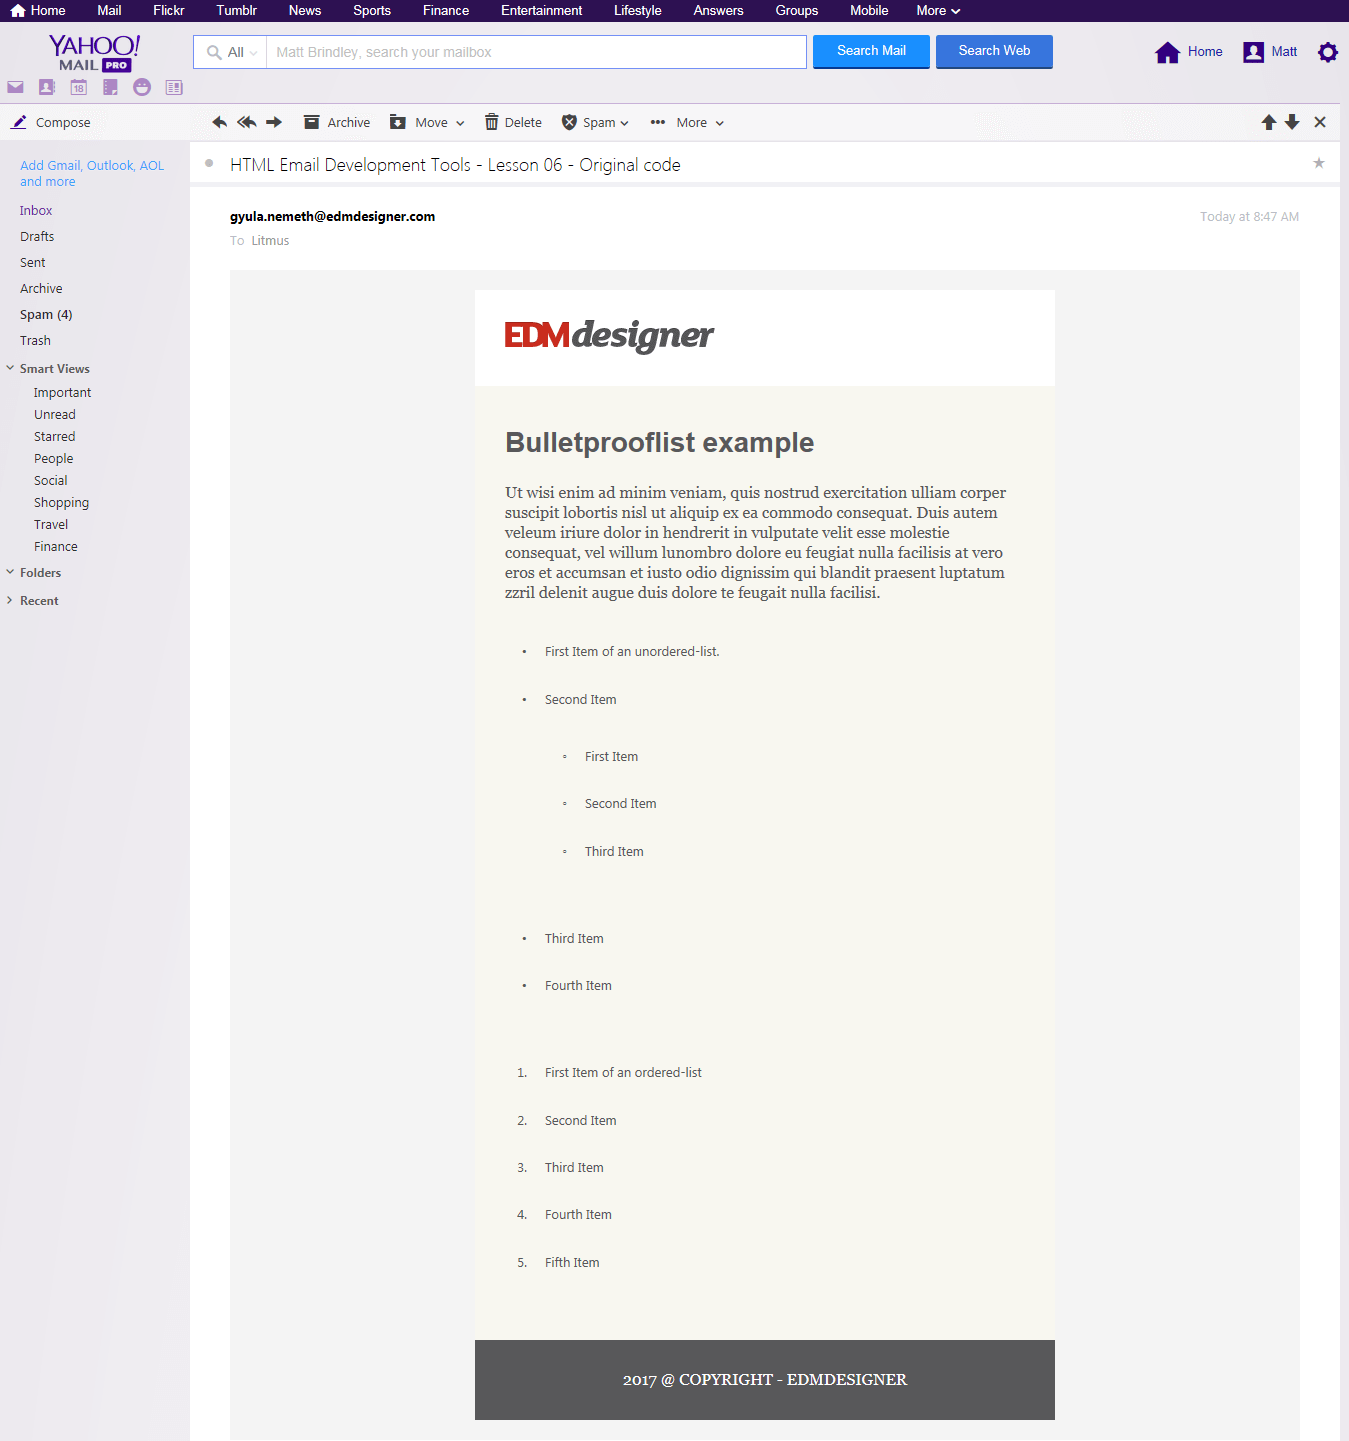 Home Mail Flickr Tumblr News Sports Finance Entertainment Lifestyle Answers Groups Mobile More
YAHOO!
MAIL PRO
All Matt Brindley, search your mailbox Search Mail Search Web Home Matt
18
Compose Archive Move Delete Spam More
Add Gmail, Outlook, AOL
and more
Inbox
Drafts
Sent
Archive
Spam (4)
Trash
Smart Views
Important
Unread
Starred
People
Social
Shopping
Travel
Finance
Folders
Recent
HTML Email Development Tools - Lesson 06 - Original code
gyula.nemeth@edmdesigner.com Today at 8:47 AM
To Litmus
EDMdesigner
Bulletprooflist example
Ut wisi enim ad minim veniam, quis nostrud exercitation ulliam corper
suscipit lobortis nisl ut aliquip ex ea commodo consequat. Duis autem
veleum iriure dolor in hendrerit in vulputate velit esse molestie
consequat, vel willum lunombro dolore eu feugiat nulla facilisis at vero
eros et accumsan et iusto odio dignissim qui blandit praesent luptatum
zzril delenit augue duis dolore te feugait nulla facilisi.
• First Item of an unordered-list.
• Second Item
▫ First Item
▫ Second Item
▫ Third Item
• Third Item
• Fourth Item
1. First Item of an ordered-list
2. Second Item
3. Third Item
4. Fourth Item
5. Fifth Item
2017 @ COPYRIGHT - EDMDESIGNER